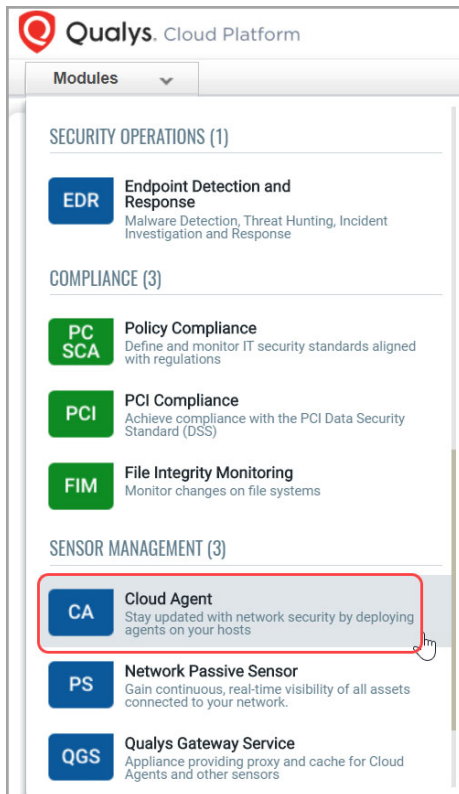 Qualys. Cloud Platform
Modules
SECURITY OPERATIONS (1)
EDR
Endpoint Detection and
Response
Malware Detection, Threat Hunting, Incident
Investigation and Response
COMPLIANCE (3)
PC
SCA
Policy Compliance
Define and monitor IT security standards aligned
with regulations
PCI
PCI Compliance
Achieve compliance with the PCI Data Security
Standard (DSS)
FIM
File Integrity Monitoring
Monitor changes on file systems
SENSOR MANAGEMENT (3)
CA
Cloud Agent
Stay updated with network security by deploying
agents on your hosts
PS
Network Passive Sensor
Gain continuous, real-time visibility of all assets
connected to your network.
QGS
Qualys Gateway Service
Appliance providing proxy and cache for Cloud
Agents and other sensors